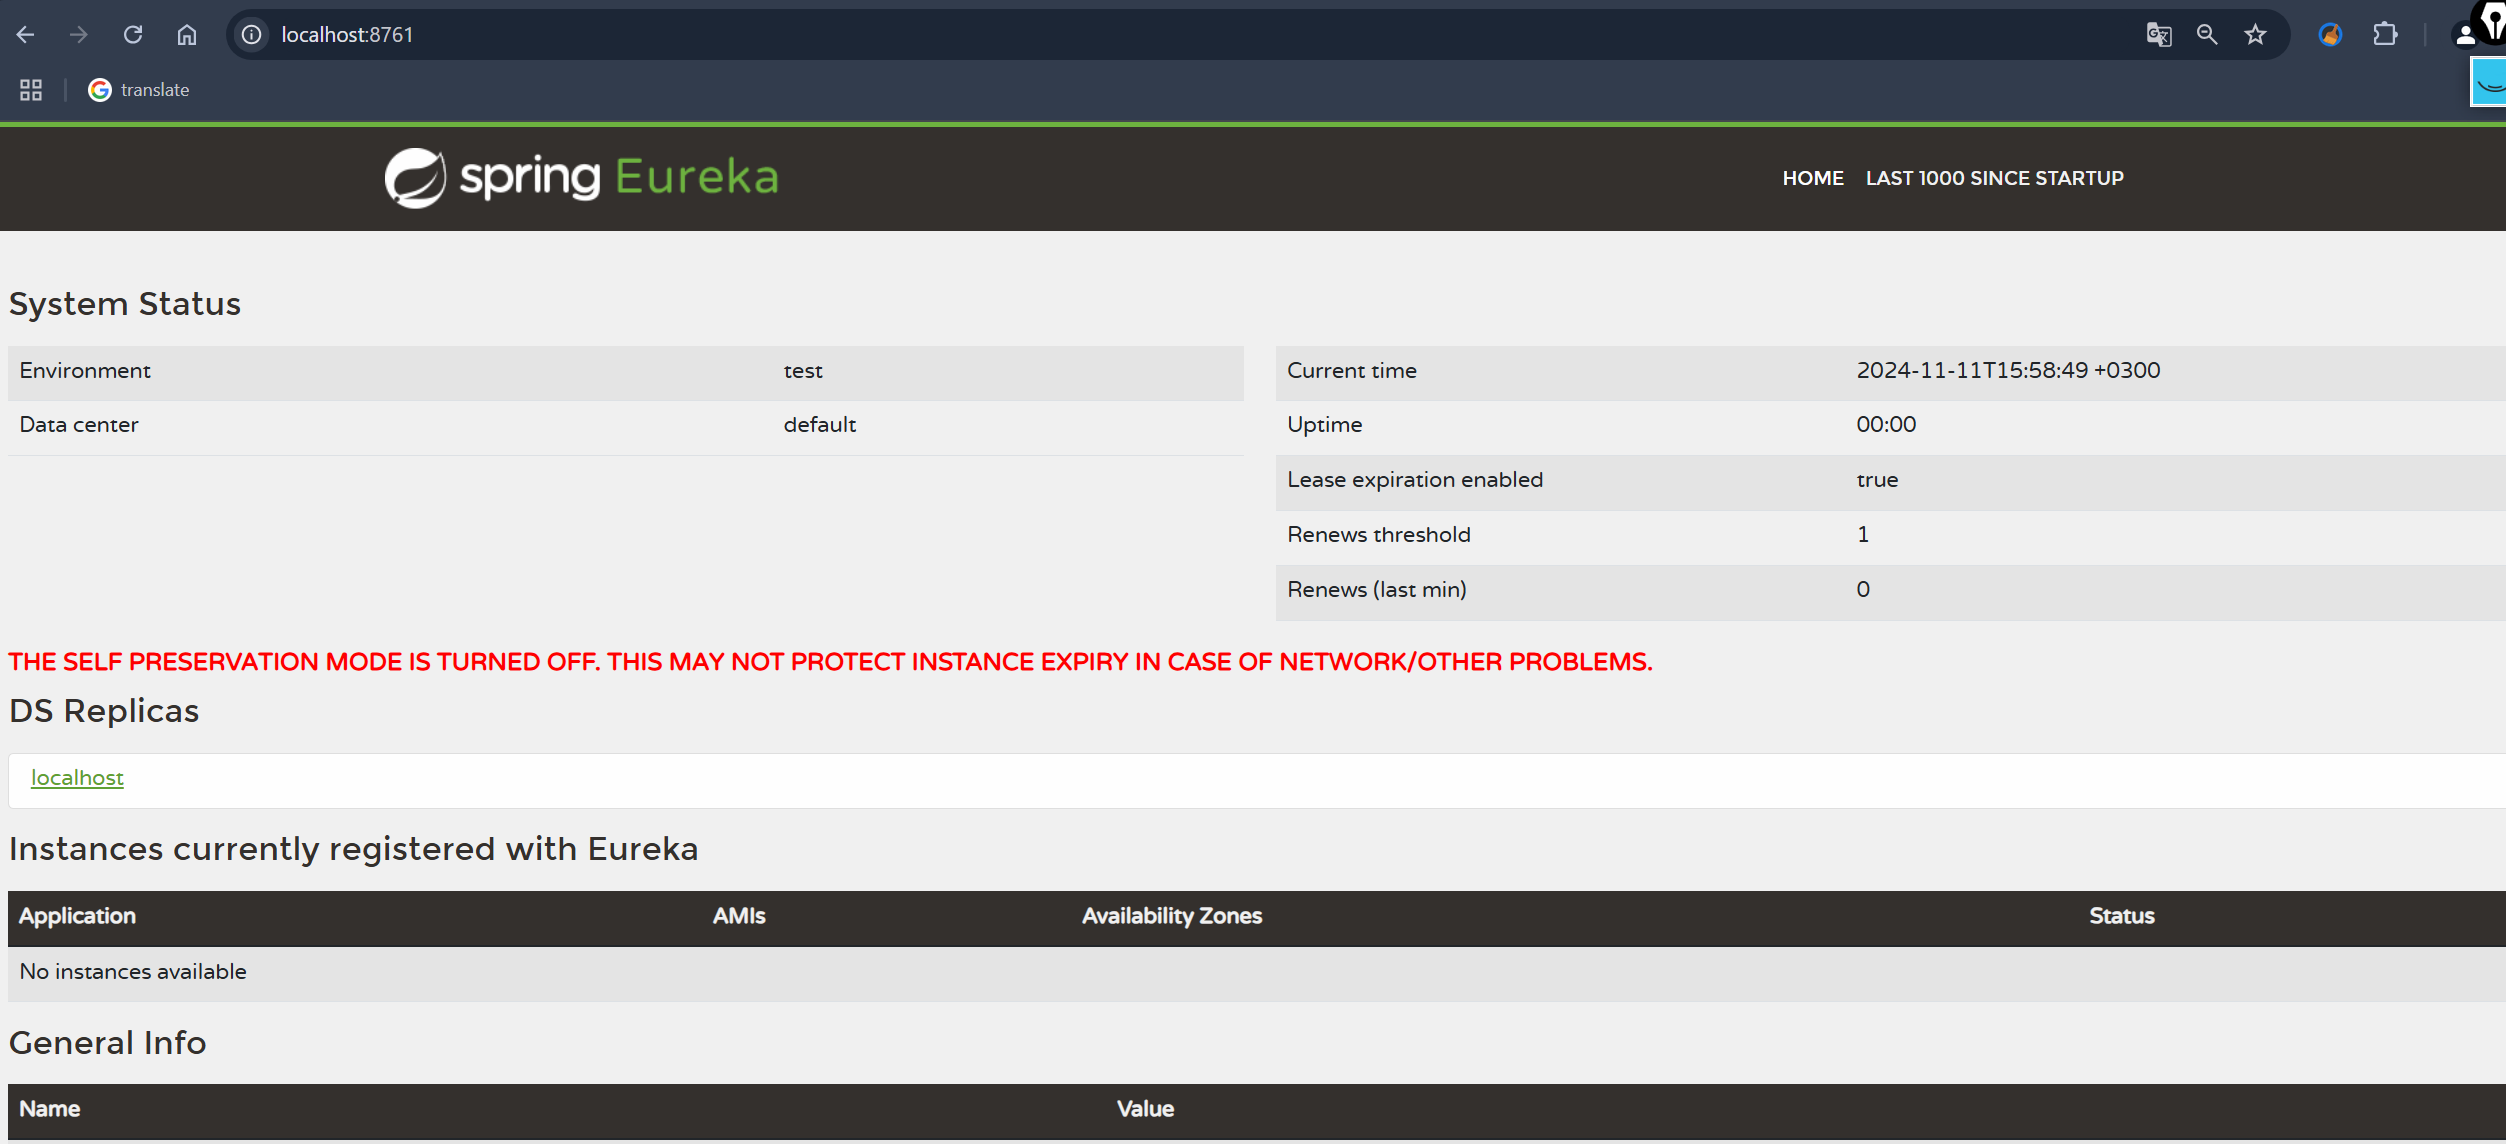 localhost:8761
translate
spring Eureka
HOME LAST 1000 SINCE STARTUP
System Status
Environment test
Data center default
Current time 2024-11-11T15:58:49 +0300
Uptime 00:00
Lease expiration enabled true
Renews threshold 1
Renews (last min) 0
THE SELF PRESERVATION MODE IS TURNED OFF. THIS MAY NOT PROTECT INSTANCE EXPIRY IN CASE OF NETWORK/OTHER PROBLEMS.
DS Replicas
localhost
Instances currently registered with Eureka
Application AMIs Availability Zones Status
No instances available
General Info
Name Value